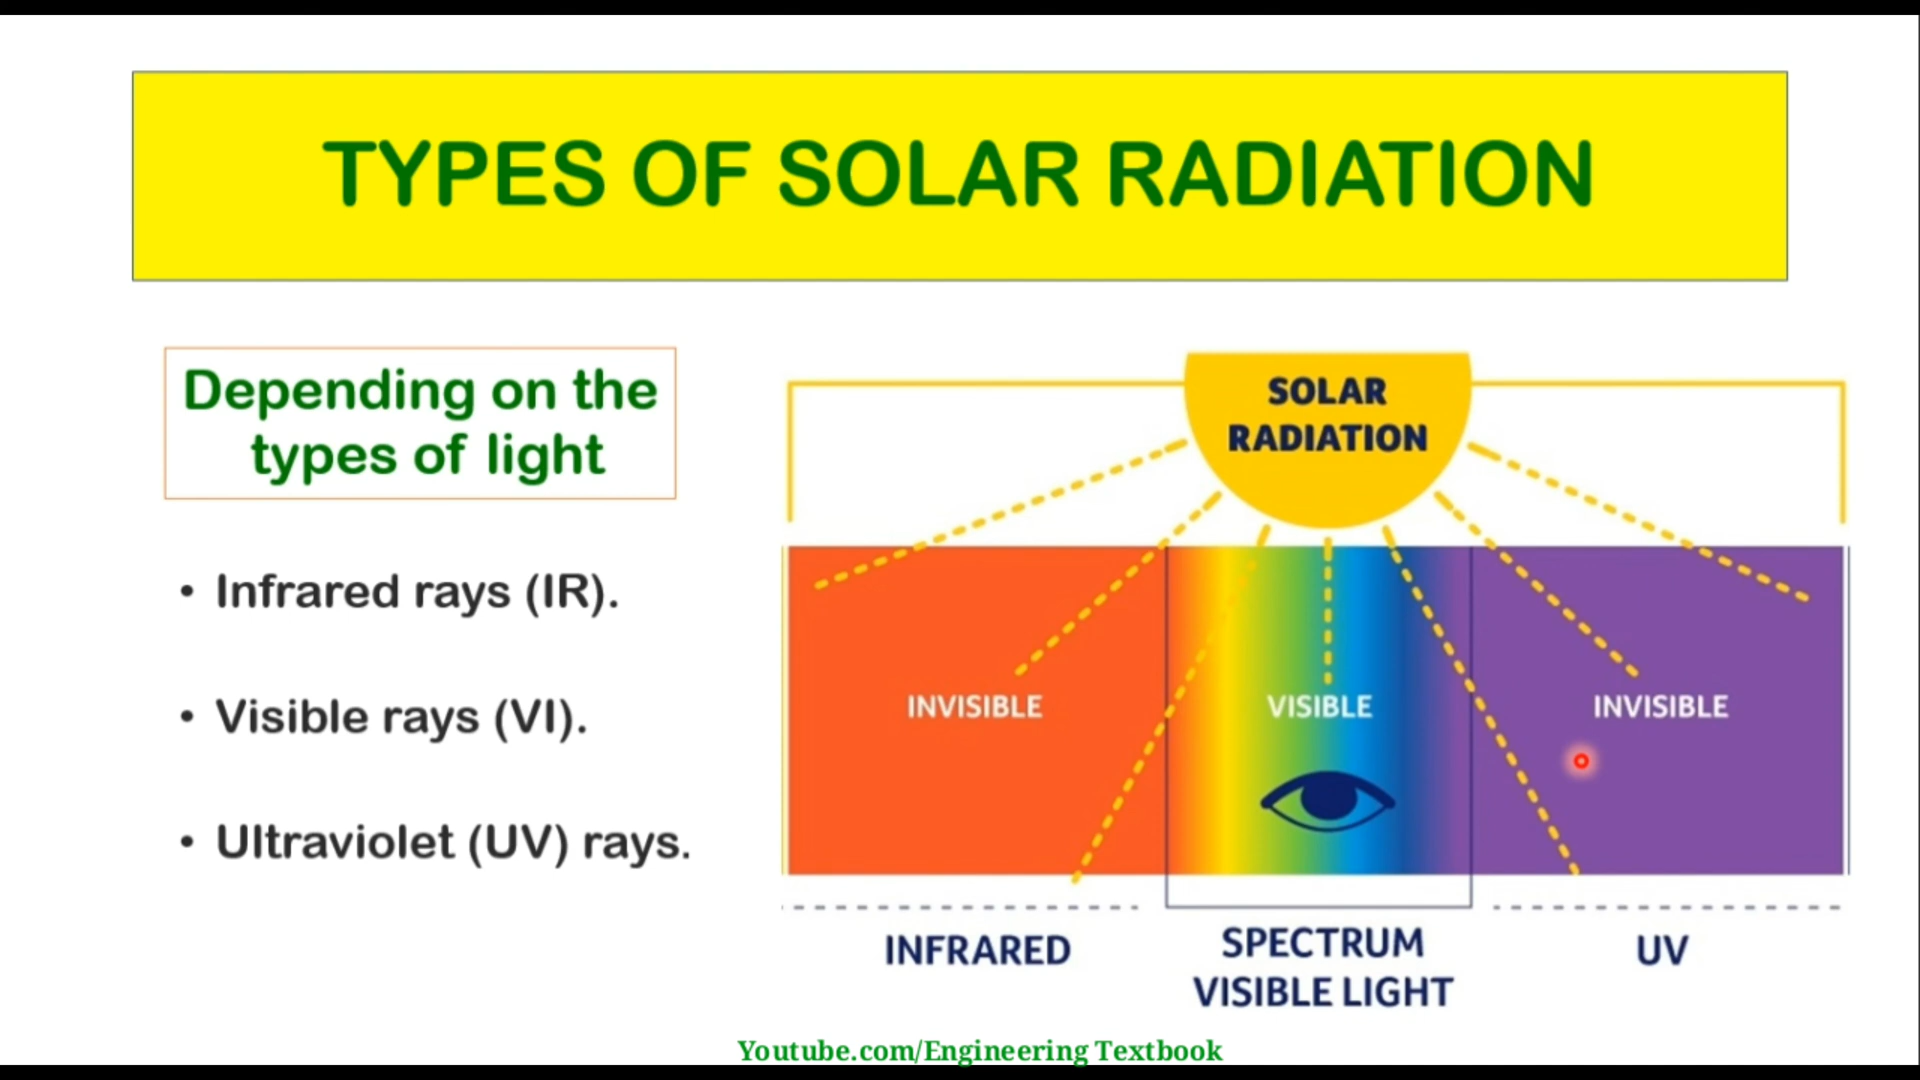 TYPES OF SOLAR RADIATION
Depending on the
types of light
• Infrared rays (IR).
• Visible rays (VI).
• Ultraviolet (UV) rays.
SOLAR
RADIATION
INVISIBLE
VISIBLE
INVISIBLE
INFRARED
SPECTRUM
VISIBLE LIGHT
UV
Youtube.com/Engineering Textbook